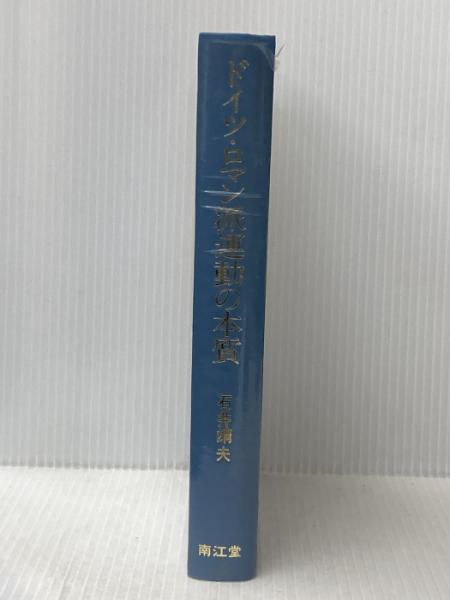 ドイツ・ロマン派運動の本質
石井靖夫
南江堂